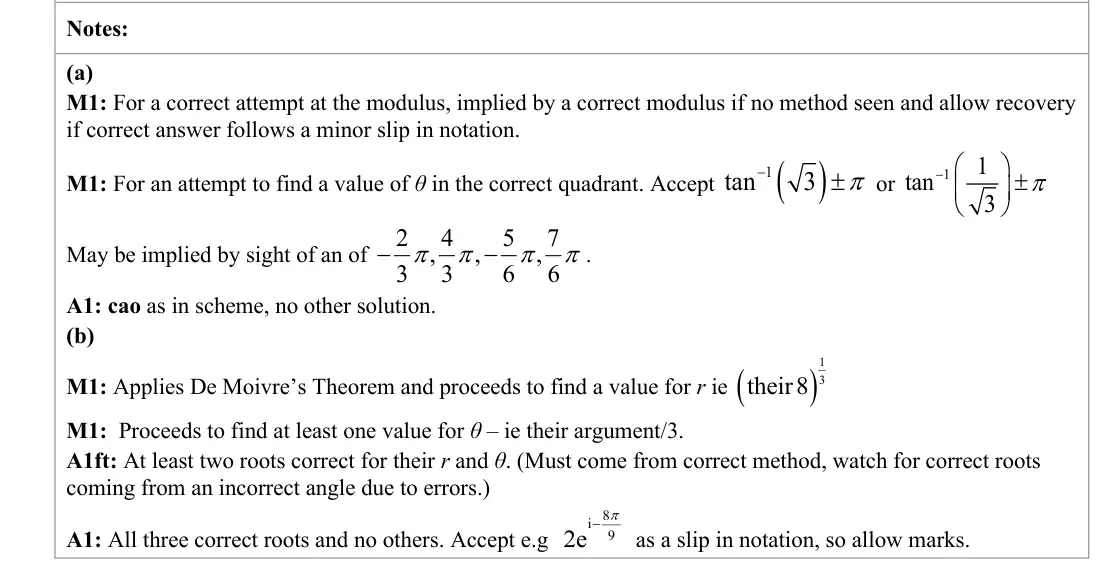 Notes:
(a)
M1: For a correct attempt at the modulus, implied by a correct modulus if no method seen and allow recovery
if correct answer follows a minor slip in notation.
M1: For an attempt to find a value of θ in the correct quadrant. Accept tan⁻¹(√3) ± π or tan⁻¹(1/√3) ± π
May be implied by sight of an of −2/3 π, 4/3 π, −5/6 π, 7/6 π .
A1: cao as in scheme, no other solution.
(b)
M1: Applies De Moivre’s Theorem and proceeds to find a value for r ie (their 8)^(1/3)
M1: Proceeds to find at least one value for θ – ie their argument/3.
A1ft: At least two roots correct for their r and θ. (Must come from correct method, watch for correct roots
coming from an incorrect angle due to errors.)
A1: All three correct roots and no others. Accept e.g 2e^(i−8π/9) as a slip in notation, so allow marks.